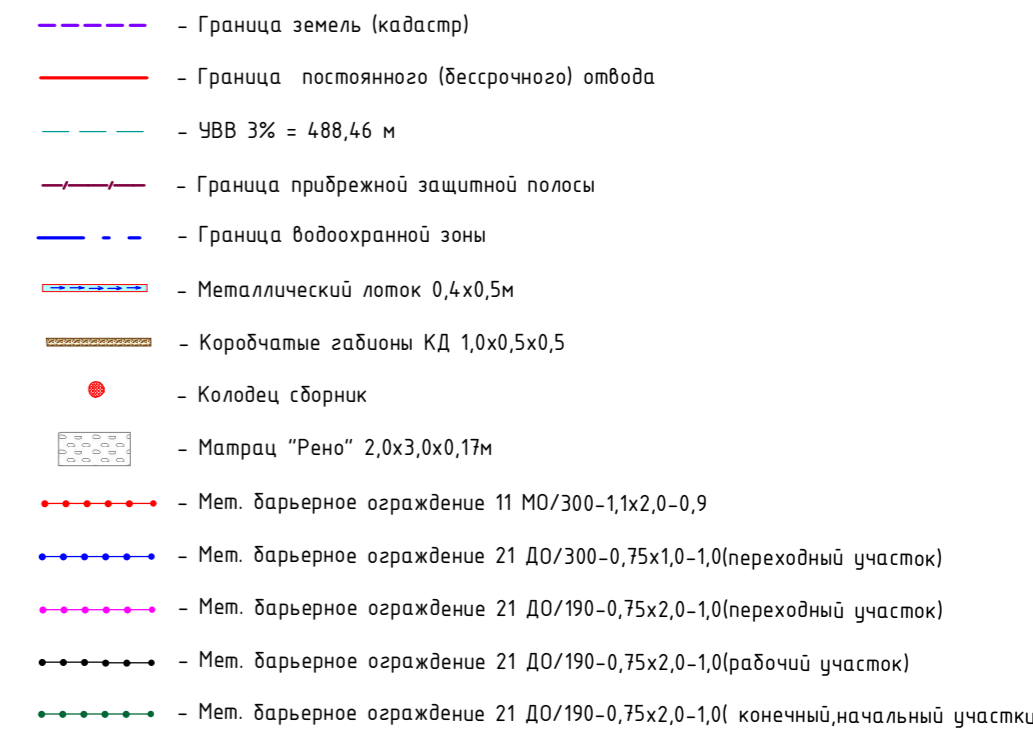 - Граница земель (кадастр)
- Граница постоянного (бессрочного) отвода
- УВВ 3% = 488,46 м
- Граница прибрежной защитной полосы
- Граница водоохранной зоны
- Металлический лоток 0,4х0,5м
- Коробчатые габионы КД 1,0х0,5х0,5
- Колодец сборник
- Матрац "Рено" 2,0х3,0х0,17м
- Мет. барьерное ограждение 11 МО/300-1,1х2,0-0,9
- Мет. барьерное ограждение 21 ДО/300-0,75х1,0-1,0(переходный участок)
- Мет. барьерное ограждение 21 ДО/190-0,75х2,0-1,0(переходный участок)
- Мет. барьерное ограждение 21 ДО/190-0,75х2,0-1,0(рабочий участок)
- Мет. барьерное ограждение 21 ДО/190-0,75х2,0-1,0( конечный,начальный участки